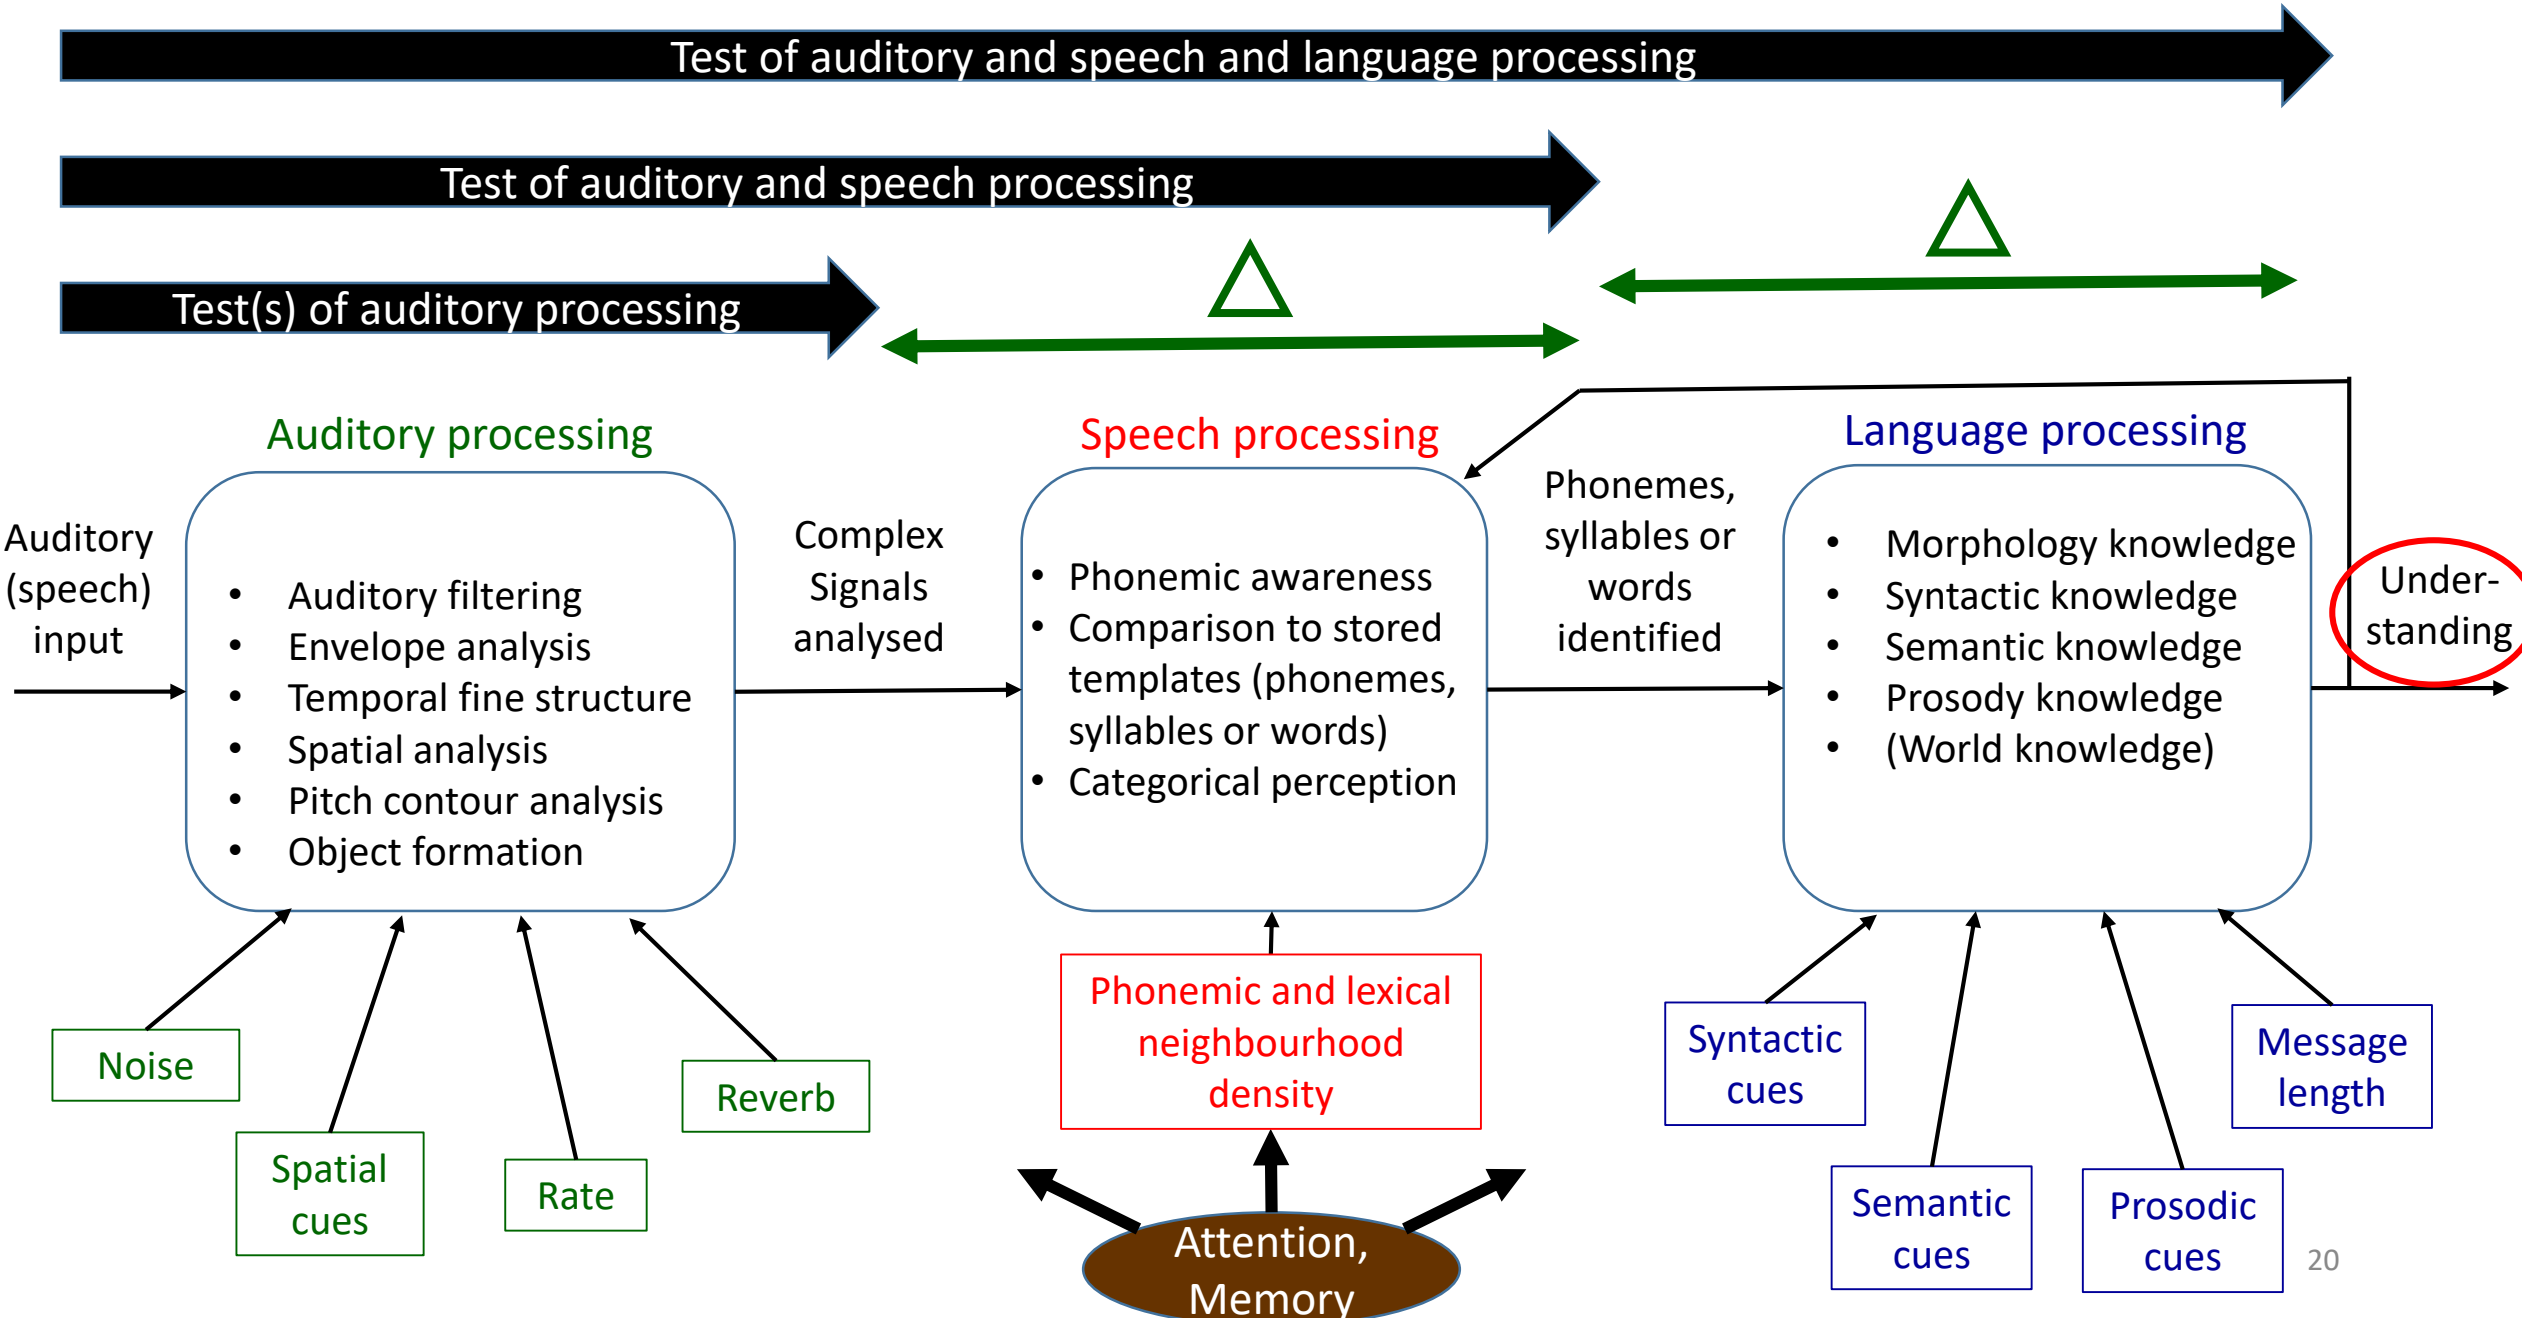 Test of auditory and speech and language processing
Test of auditory and speech processing
Test(s) of auditory processing
Auditory processing
Speech processing
Language processing
Auditory
(speech)
input
• Auditory filtering
• Envelope analysis
• Temporal fine structure
• Spatial analysis
• Pitch contour analysis
• Object formation
Complex
Signals
analysed
• Phonemic awareness
• Comparison to stored
templates (phonemes,
syllables or words)
• Categorical perception
Phonemes,
syllables or
words
identified
• Morphology knowledge
• Syntactic knowledge
• Semantic knowledge
• Prosody knowledge
• (World knowledge)
Under-
standing
Noise
Spatial
cues
Rate
Reverb
Phonemic and lexical
neighbourhood
density
Attention,
Memory
Syntactic
cues
Semantic
cues
Prosodic
cues
Message
length
20